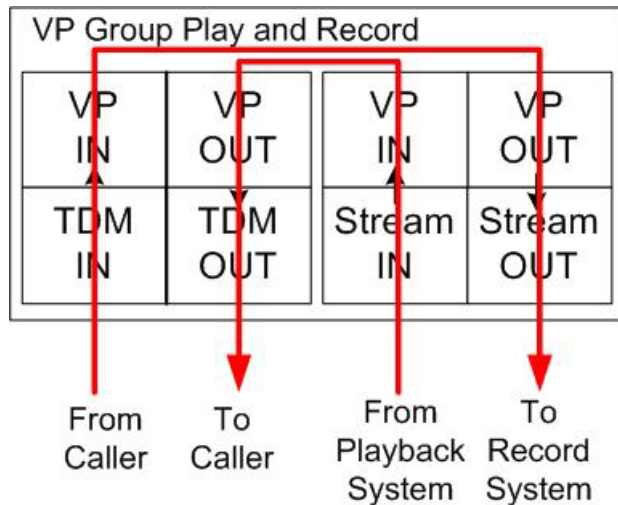 VP Group Play and Record
VP
IN
VP
OUT
VP
IN
VP
OUT
TDM
IN
TDM
OUT
Stream
IN
Stream
OUT
From
Caller
To
Caller
From
Playback
System
To
Record
System